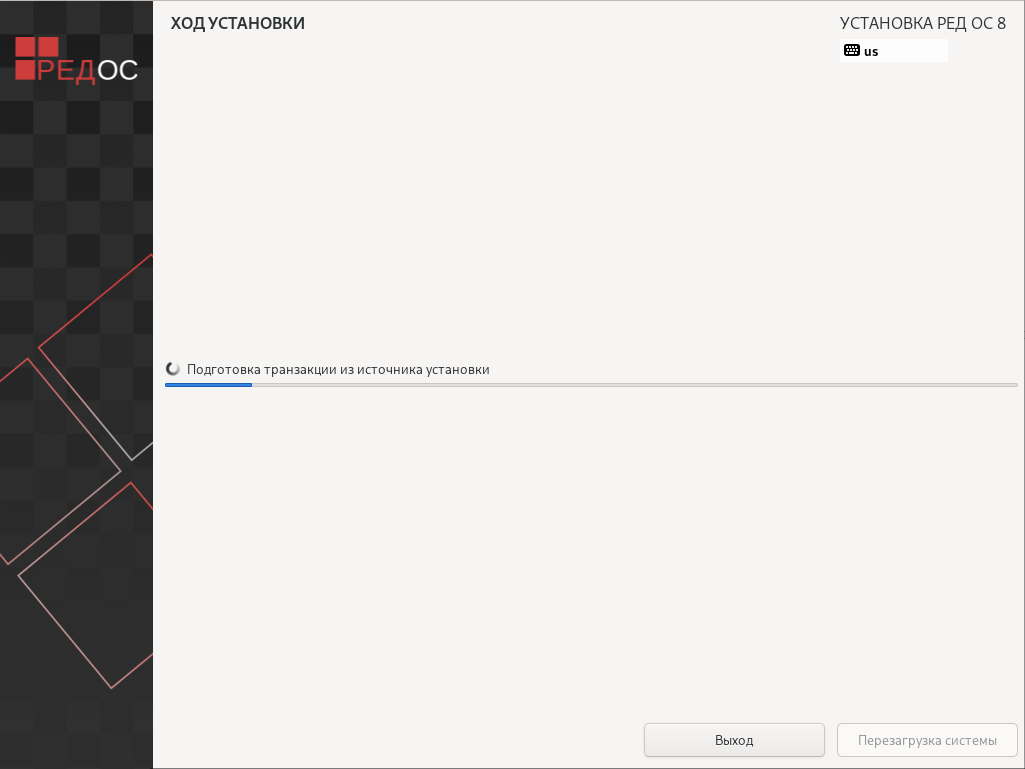 РЕДОС
ХОД УСТАНОВКИ
УСТАНОВКА РЕД ОС 8
us
Подготовка транзакции из источника установки
Выход
Перезагрузка системы